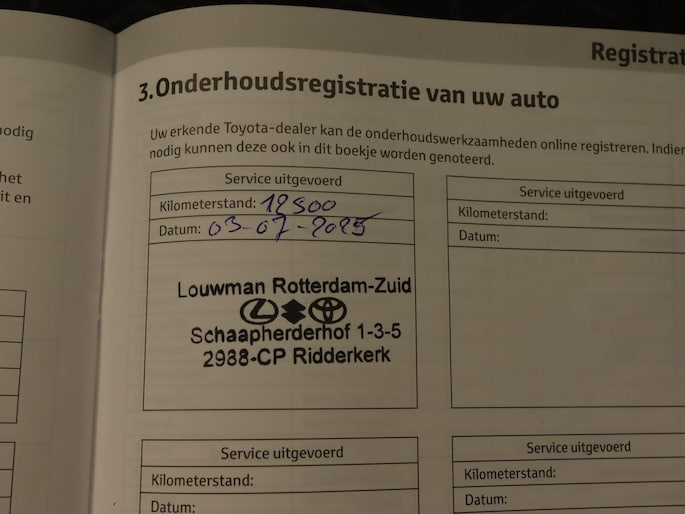 Registrat
3. Onderhoudsregistratie van uw auto
nodig
Uw erkende Toyota-dealer kan de onderhoudswerkzaamheden online registreren. Indien
nodig kunnen deze ook in dit boekje worden genoteerd.
het
it en
Service uitgevoerd
Kilometerstand: 12500
Datum: 03-07-2025
Louwman Rotterdam-Zuid
Schaapherderhof 1-3-5
2988-CP Ridderkerk
Service uitgevoerd
Kilometerstand:
Datum:
Service uitgevoerd
Kilometerstand:
Datum:
Service uitgevoerd
Kilometerstand:
Datum: